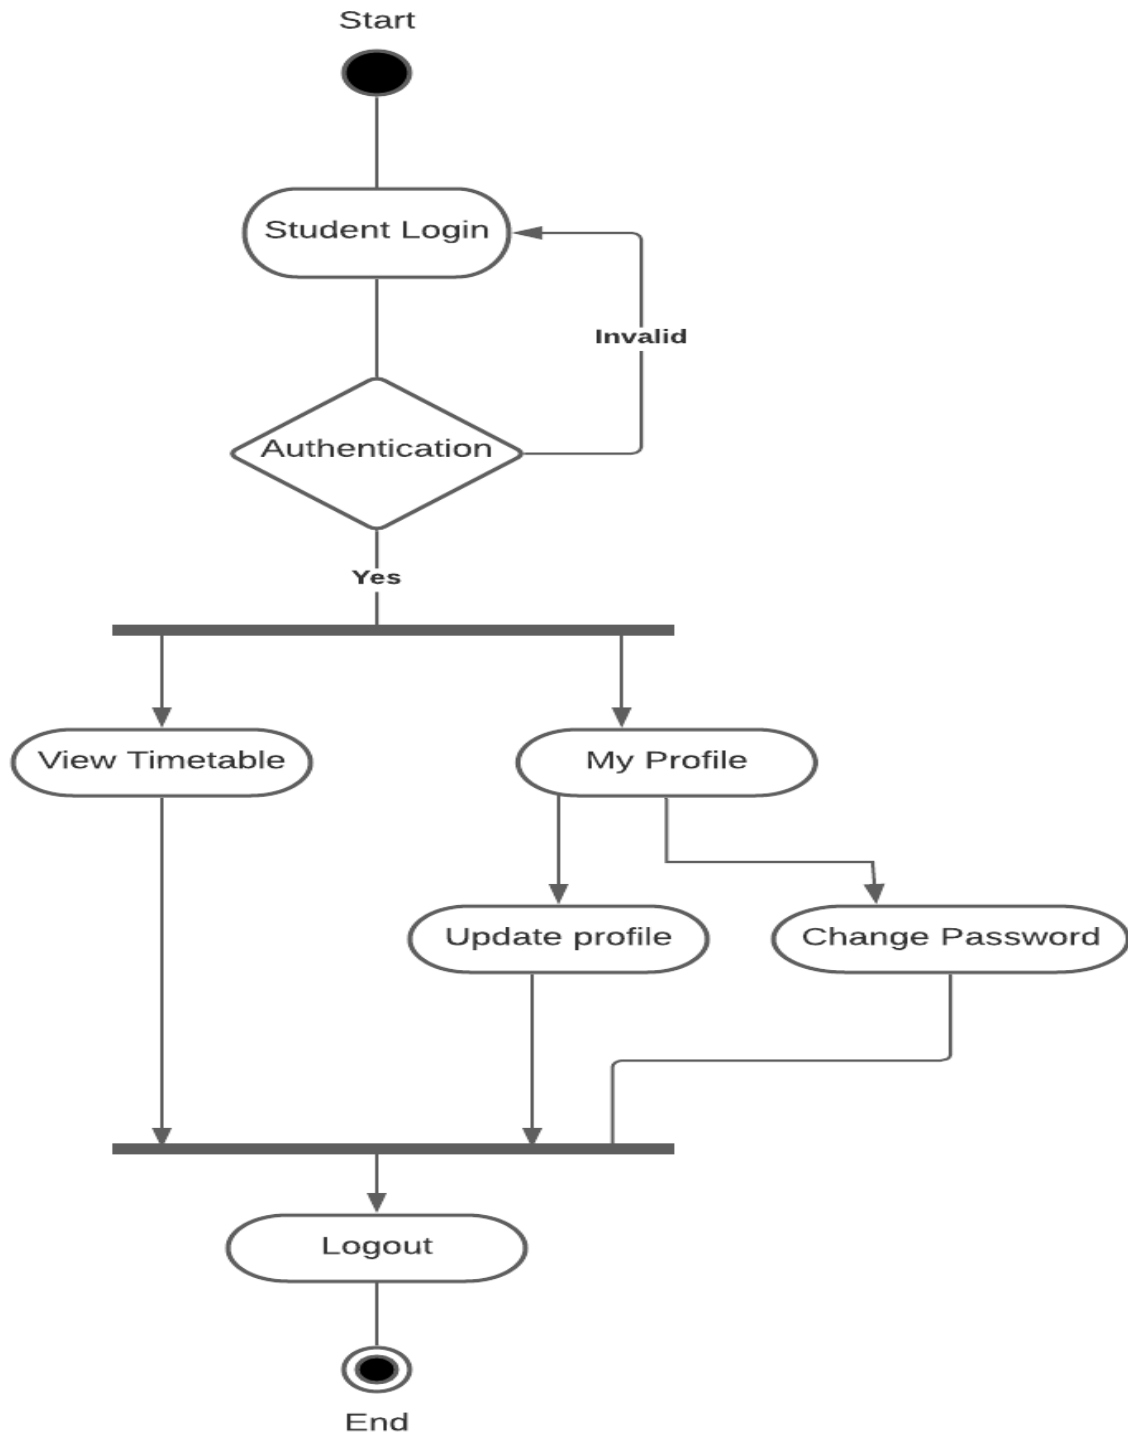 Start
Student Login
Invalid
Authentication
Yes
View Timetable
My Profile
Update profile
Change Password
Logout
End